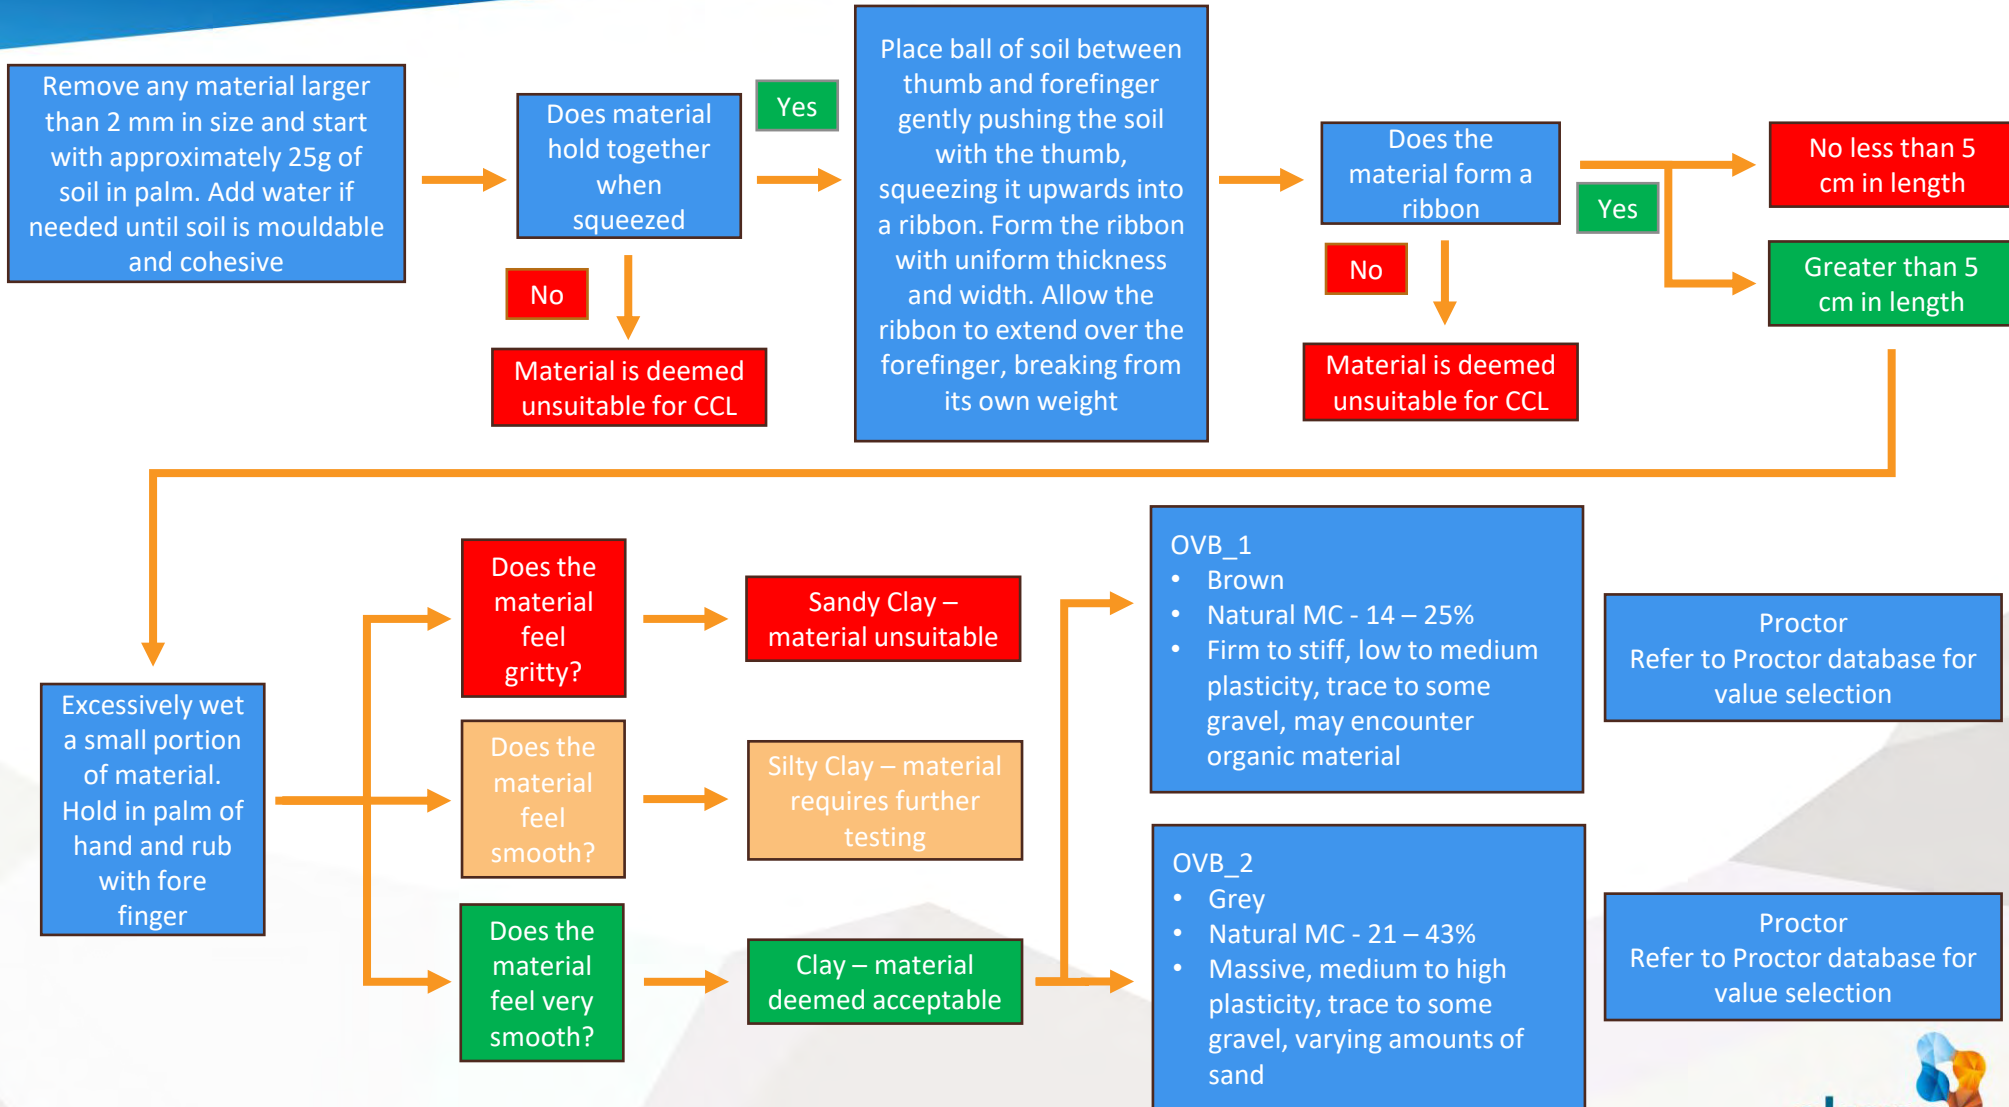 Remove any material larger
than 2 mm in size and start
with approximately 25g of
soil in palm. Add water if
needed until soil is mouldable
and cohesive
Does material
hold together
when
squeezed
Yes
No
Material is deemed
unsuitable for CCL
Place ball of soil between
thumb and forefinger
gently pushing the soil
with the thumb,
squeezing it upwards into
a ribbon. Form the ribbon
with uniform thickness
and width. Allow the
ribbon to extend over the
forefinger, breaking from
its own weight
Does the
material form a
ribbon
Yes
No
Material is deemed
unsuitable for CCL
No less than 5
cm in length
Greater than 5
cm in length
Excessively wet
a small portion
of material.
Hold in palm of
hand and rub
with fore
finger
Does the
material
feel
gritty?
Sandy Clay –
material unsuitable
Does the
material
feel
smooth?
Silty Clay – material
requires further
testing
Does the
material
feel very
smooth?
Clay – material
deemed acceptable
OVB_1
• Brown
• Natural MC - 14 – 25%
• Firm to stiff, low to medium
plasticity, trace to some
gravel, may encounter
organic material
Proctor
Refer to Proctor database for
value selection
OVB_2
• Grey
• Natural MC - 21 – 43%
• Massive, medium to high
plasticity, trace to some
gravel, varying amounts of
sand
Proctor
Refer to Proctor database for
value selection